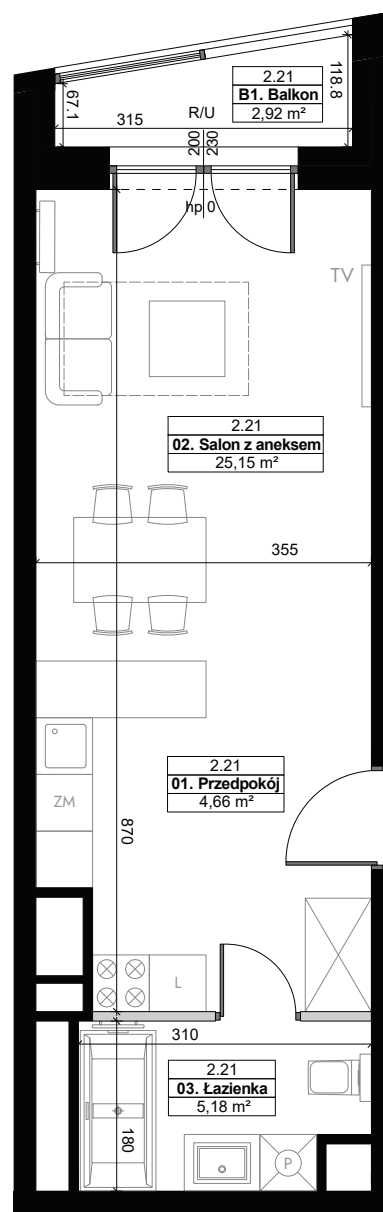 2.21
B1. Balkon
2,92 m²
118.8
67.1
315
R/U
200
230
hp 0
TV
2.21
02. Salon z aneksem
25,15 m²
355
2.21
01. Przedpokój
4,66 m²
ZM
870
L
310
2.21
03. Łazienka
5,18 m²
180
P